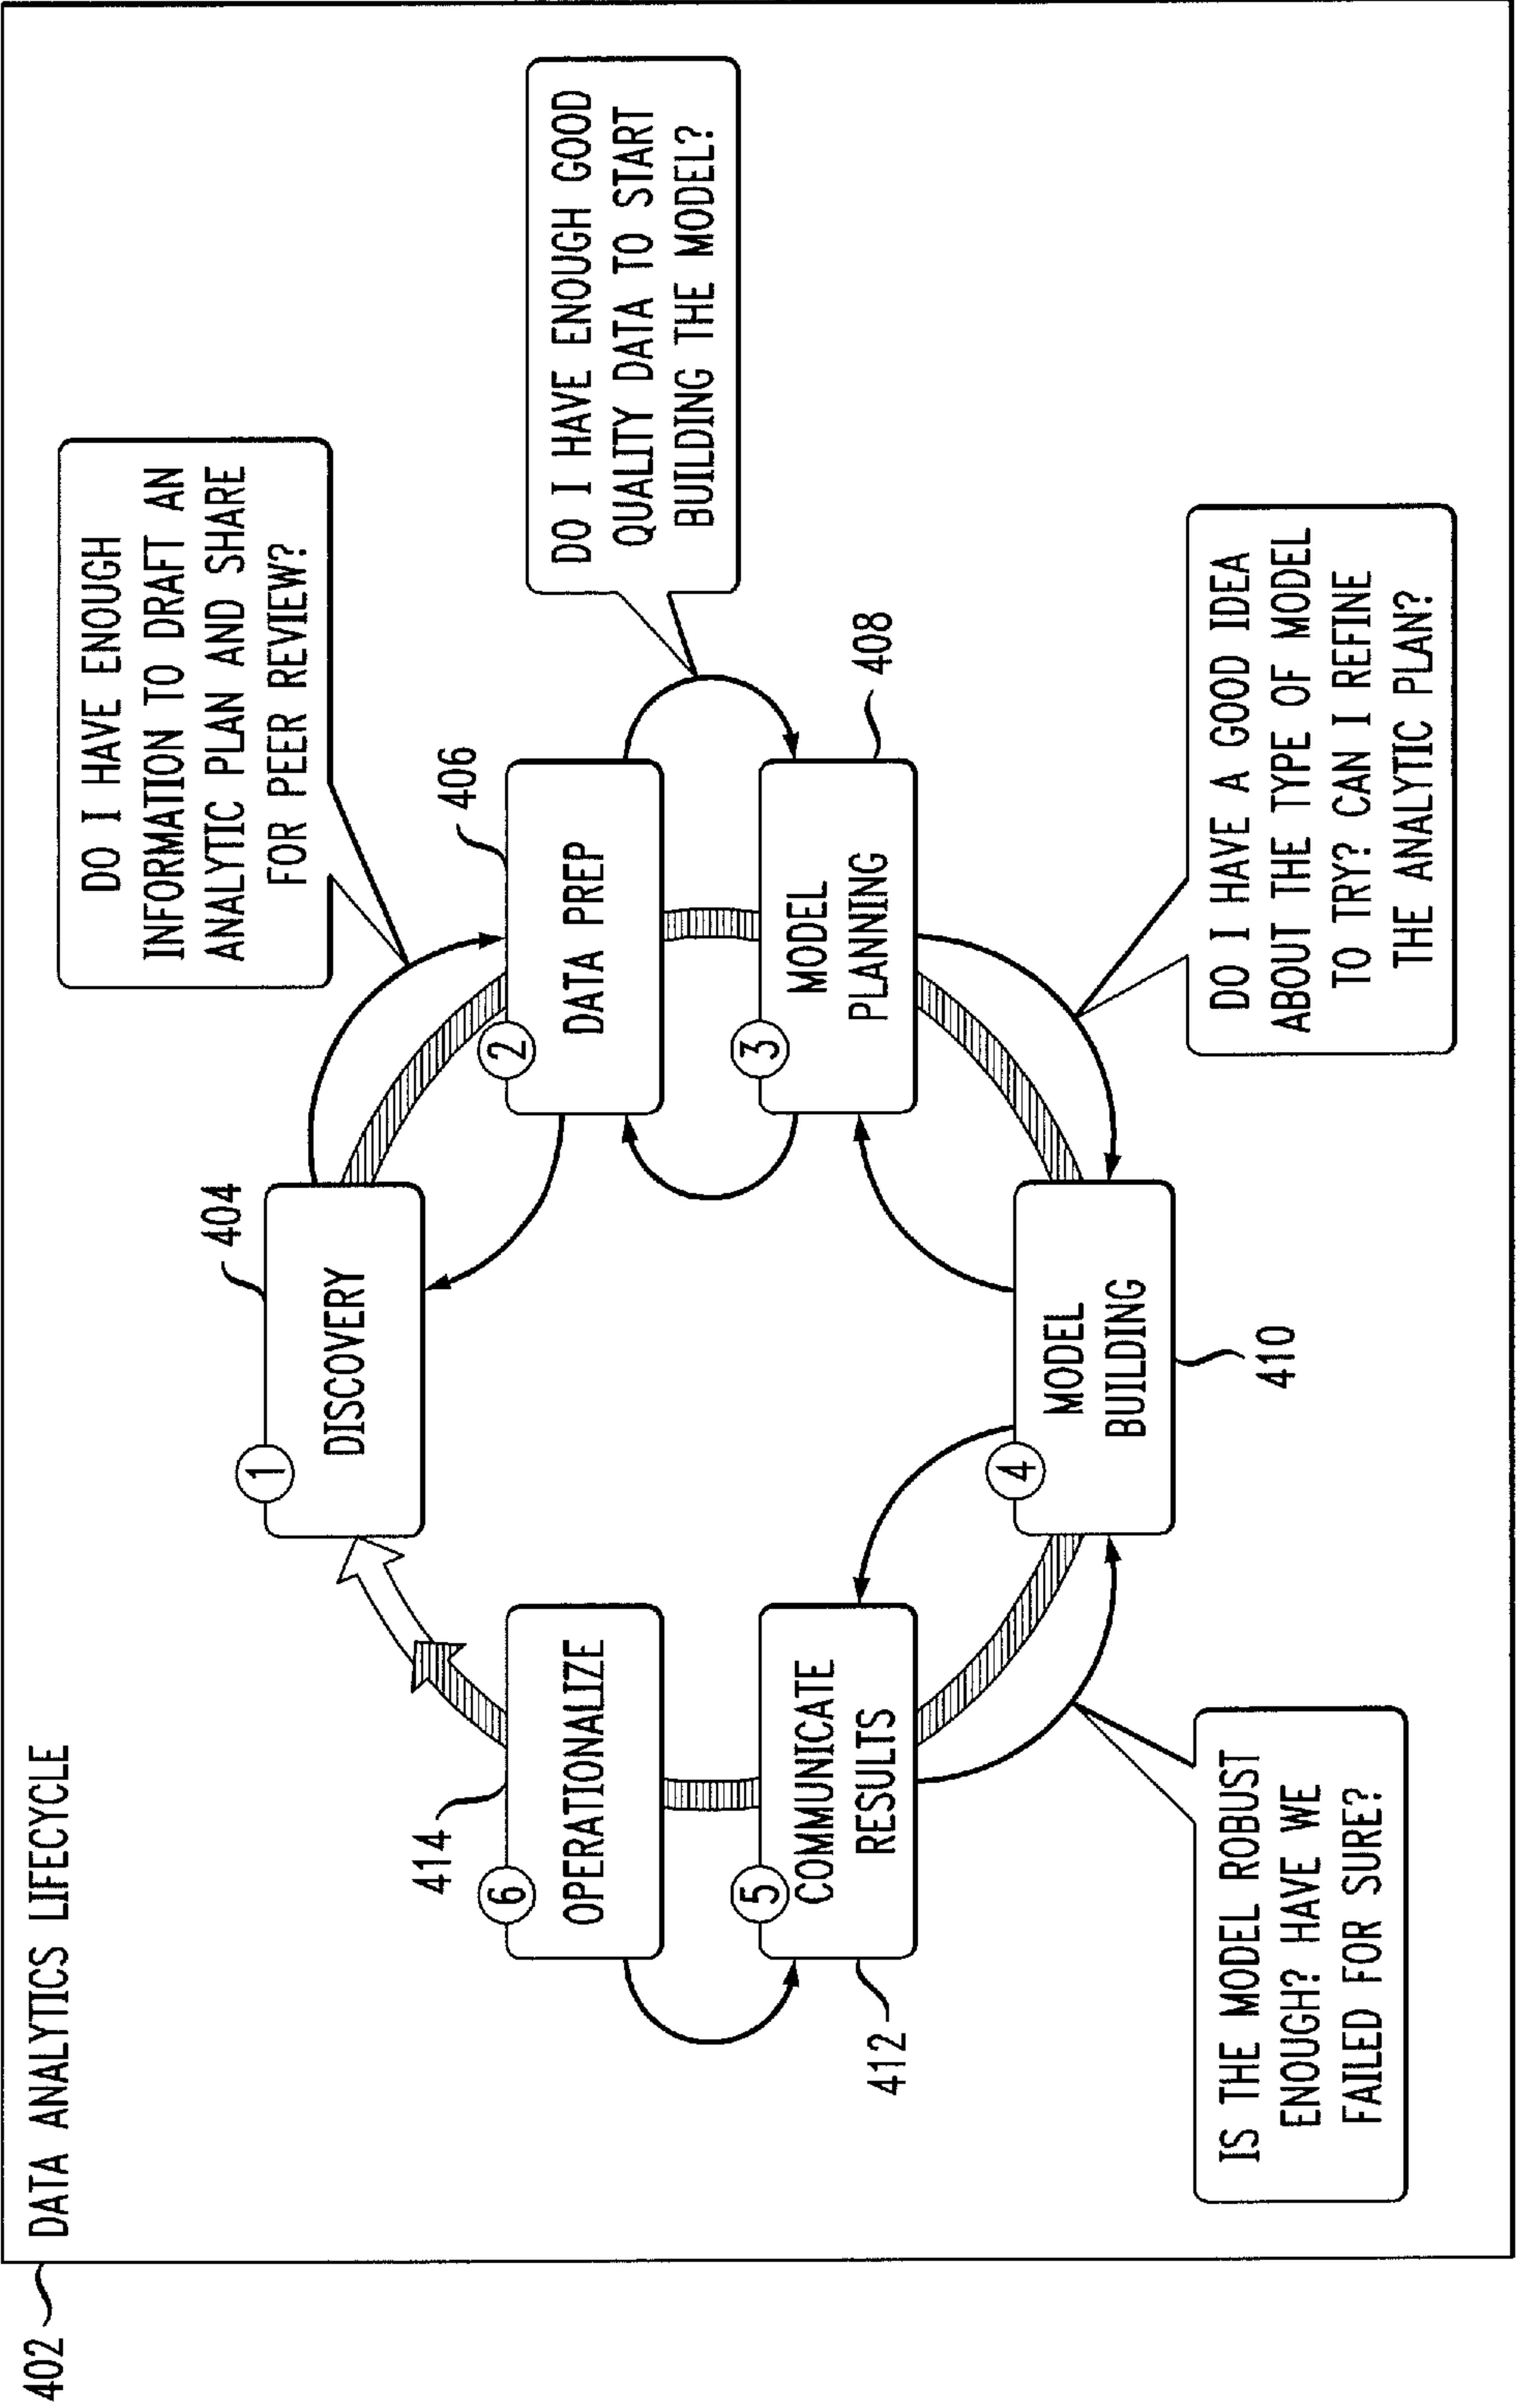 402
DATA ANALYTICS LIFECYCLE
DO I HAVE ENOUGH
INFORMATION TO DRAFT AN
ANALYTIC PLAN AND SHARE
FOR PEER REVIEW?
404
1
DISCOVERY
DO I HAVE ENOUGH GOOD
QUALITY DATA TO START
BUILDING THE MODEL?
406
2
DATA PREP
414
6
OPERATIONALIZE
408
3
MODEL
PLANNING
412
5
COMMUNICATE
RESULTS
4
MODEL
BUILDING
410
IS THE MODEL ROBUST
ENOUGH? HAVE WE
FAILED FOR SURE?
DO I HAVE A GOOD IDEA
ABOUT THE TYPE OF MODEL
TO TRY? CAN I REFINE
THE ANALYTIC PLAN?